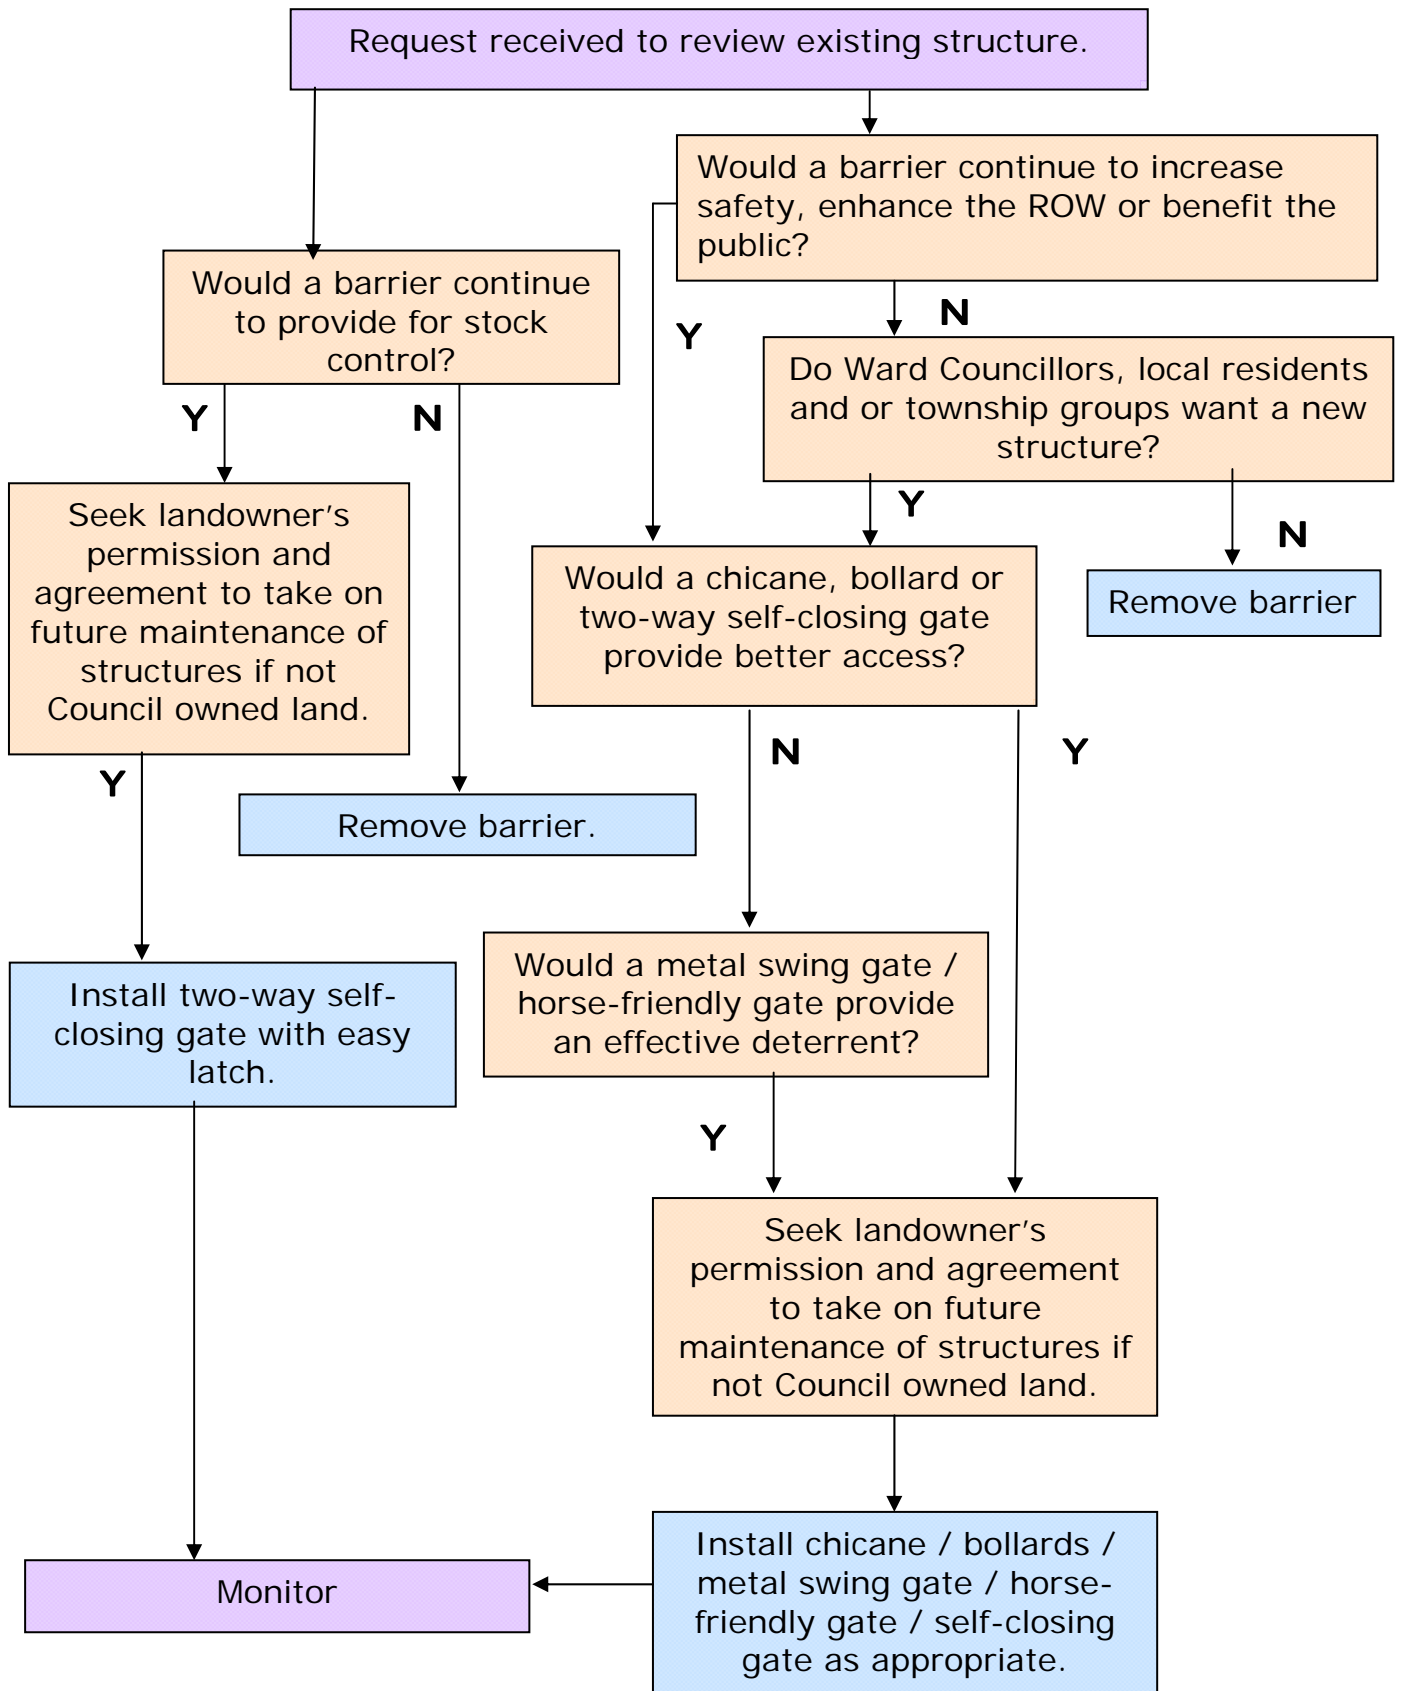 Request received to review existing structure.
Would a barrier continue to increase
safety, enhance the ROW or benefit the
public?
Would a barrier continue
to provide for stock
control?
Y
N
Do Ward Councillors, local residents
and or township groups want a new
structure?
Y
N
Seek landowner's
permission and
agreement to take on
future maintenance of
structures if not
Council owned land.
Y
N
Would a chicane, bollard or
two-way self-closing gate
provide better access?
Remove barrier
Y
N
Y
Remove barrier.
Install two-way self-
closing gate with easy
latch.
Would a metal swing gate /
horse-friendly gate provide
an effective deterrent?
Y
Seek landowner's
permission and agreement
to take on future
maintenance of structures if
not Council owned land.
Install chicane / bollards /
metal swing gate / horse-
friendly gate / self-closing
gate as appropriate.
Monitor